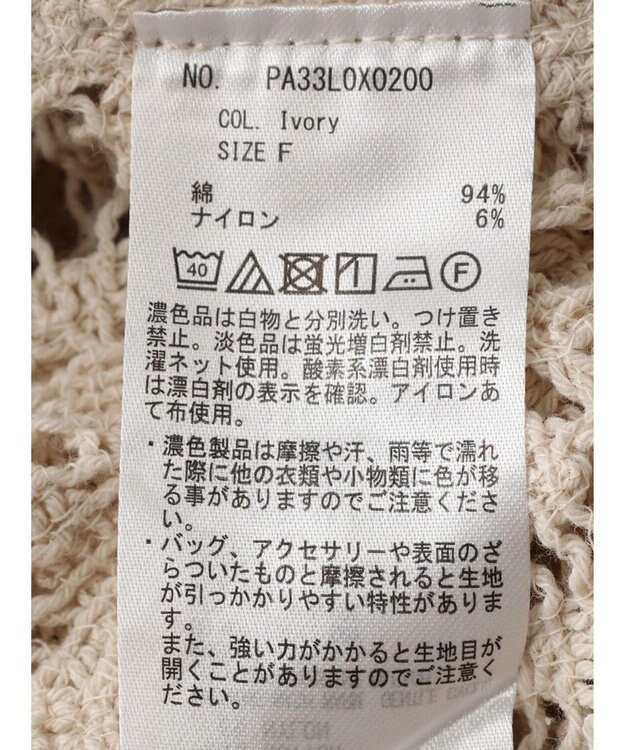 NO. PA33L0X0200
COL. Ivory
SIZE F
綿 94%
ナイロン 6%
40 F
濃色品は白物と分別洗い。つけ置き
禁止。淡色品は蛍光増白剤禁止。洗
濯ネット使用。酸素系漂白剤使用時
は漂白剤の表示を確認。アイロンあ
て布使用。
・濃色製品は摩擦や汗、雨等で濡れ
た際に他の衣類や小物類に色が移
る事がありますのでご注意くださ
い。
・バッグ、アクセサリーや表面のざ
らついたものと摩擦されると生地
が引っかかりやすい特性がありま
す。
また、強い力がかかると生地目が
開くことがありますのでご注意く
ださい。